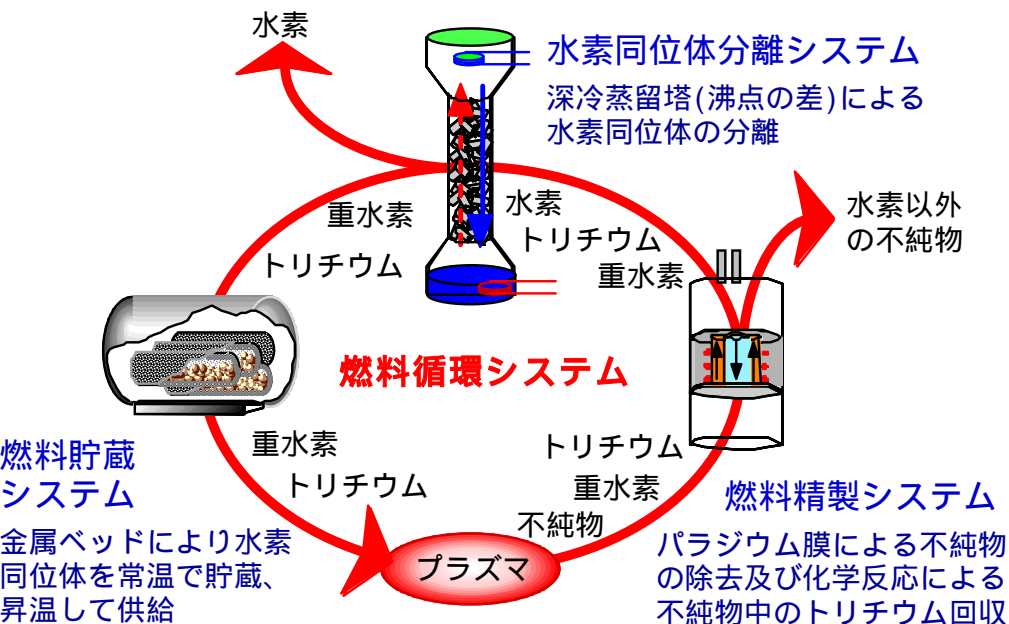 水素
水素同位体分離システム
深冷蒸留塔(沸点の差)による
水素同位体の分離
重水素
トリチウム
水素
トリチウム
重水素
水素以外
の不純物
燃料循環システム
燃料貯蔵
システム
金属ベッドにより水素
同位体を常温で貯蔵、
昇温して供給
重水素
トリチウム
プラズマ
トリチウム
重水素
不純物
燃料精製システム
パラジウム膜による不純物
の除去及び化学反応による
不純物中のトリチウム回収